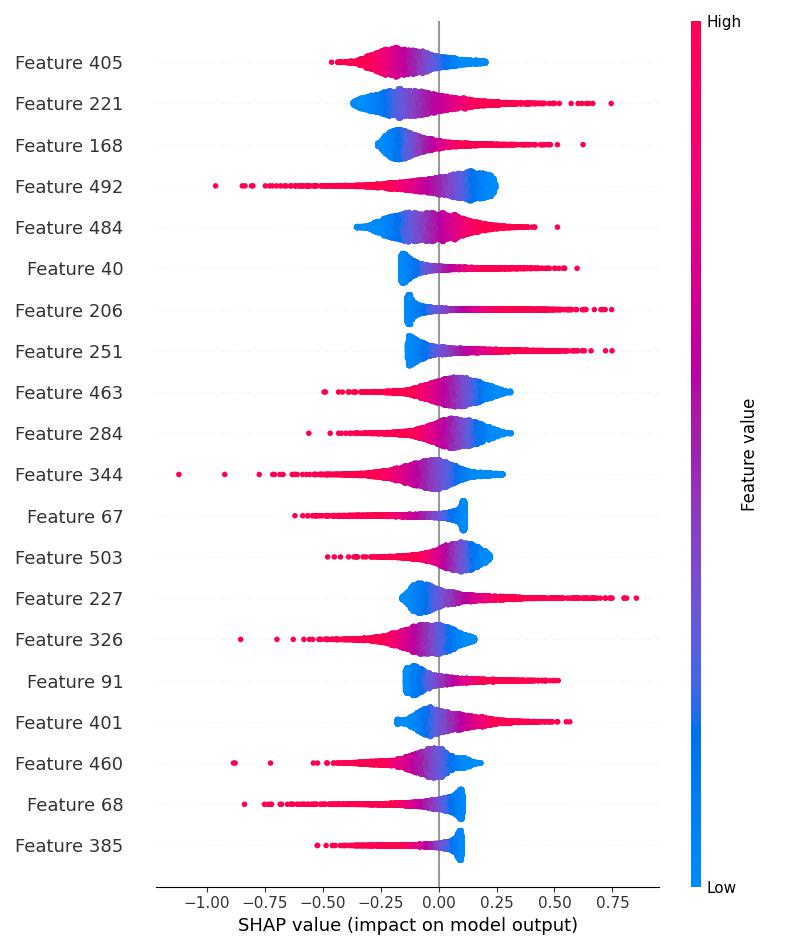 High
Feature 405
Feature 221
Feature 168
Feature 492
Feature 484
Feature 40
Feature 206
Feature 251
Feature 463
Feature 284
Feature 344
Feature 67
Feature 503
Feature 227
Feature 326
Feature 91
Feature 401
Feature 460
Feature 68
Feature 385
Feature value
Low
−1.00 −0.75 −0.50 −0.25 0.00 0.25 0.50 0.75
SHAP value (impact on model output)